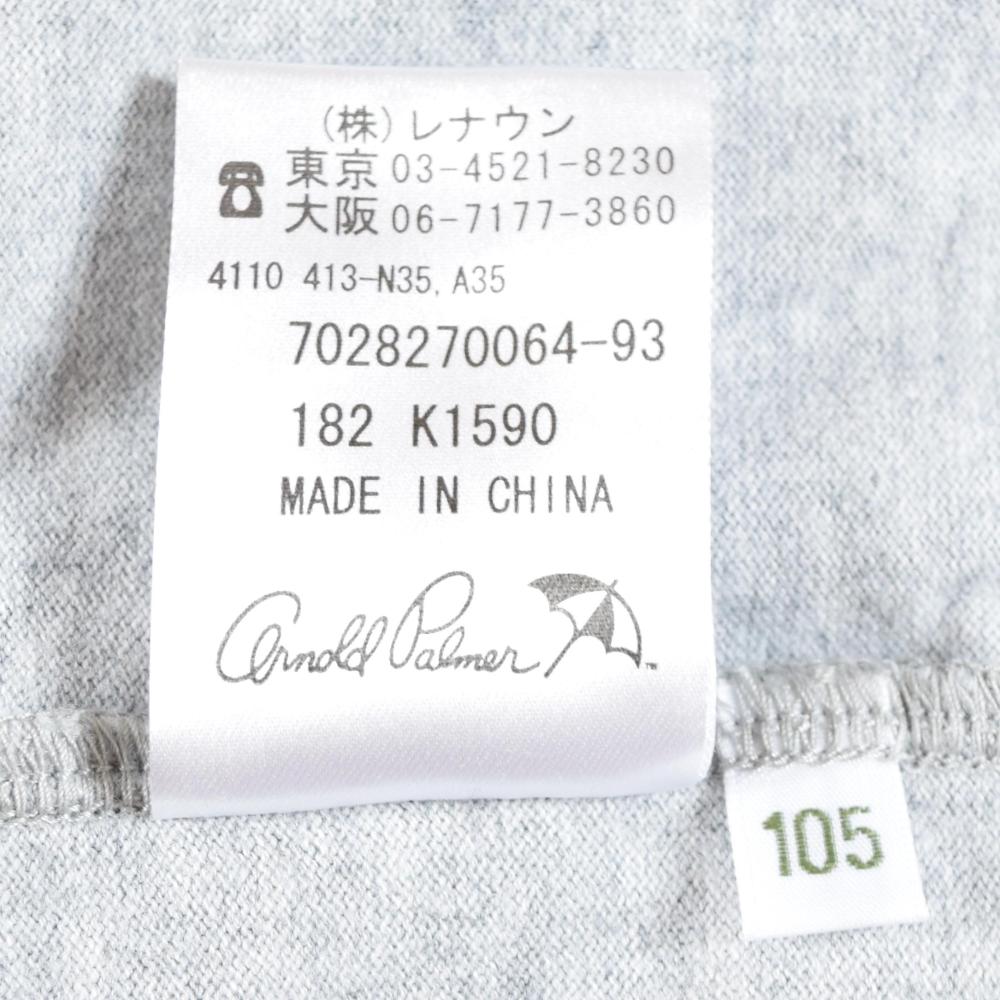 (株)レナウン
東京 03-4521-8230
大阪 06-7177-3860
4110 413-N35, A35
7028270064-93
182 K1590
MADE IN CHINA
Arnold Palmer™
105